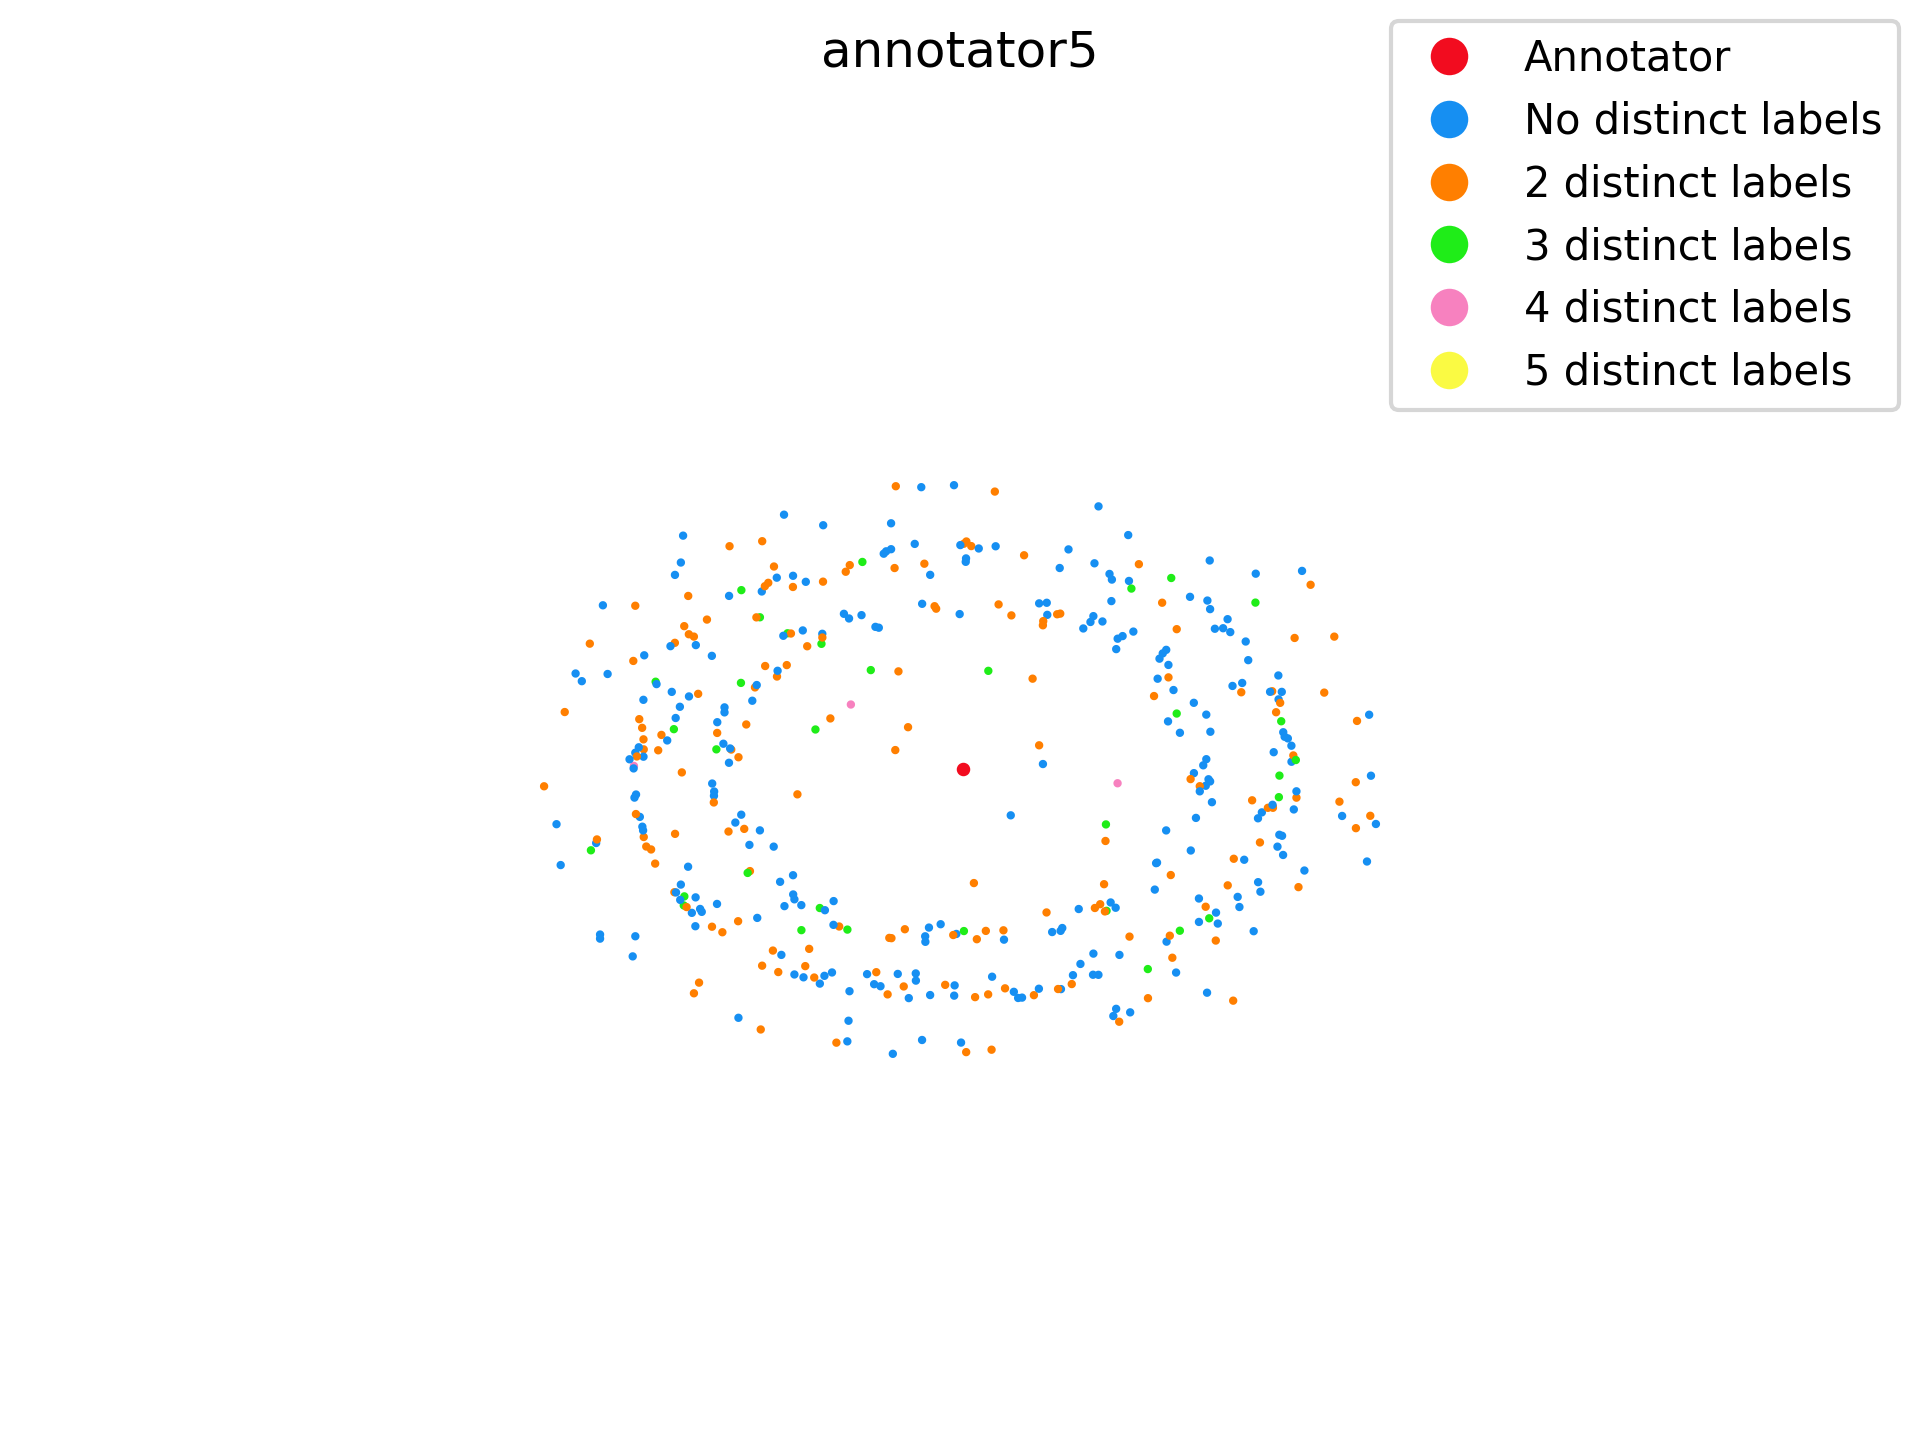 annotator5
Annotator
No distinct labels
2 distinct labels
3 distinct labels
4 distinct labels
5 distinct labels